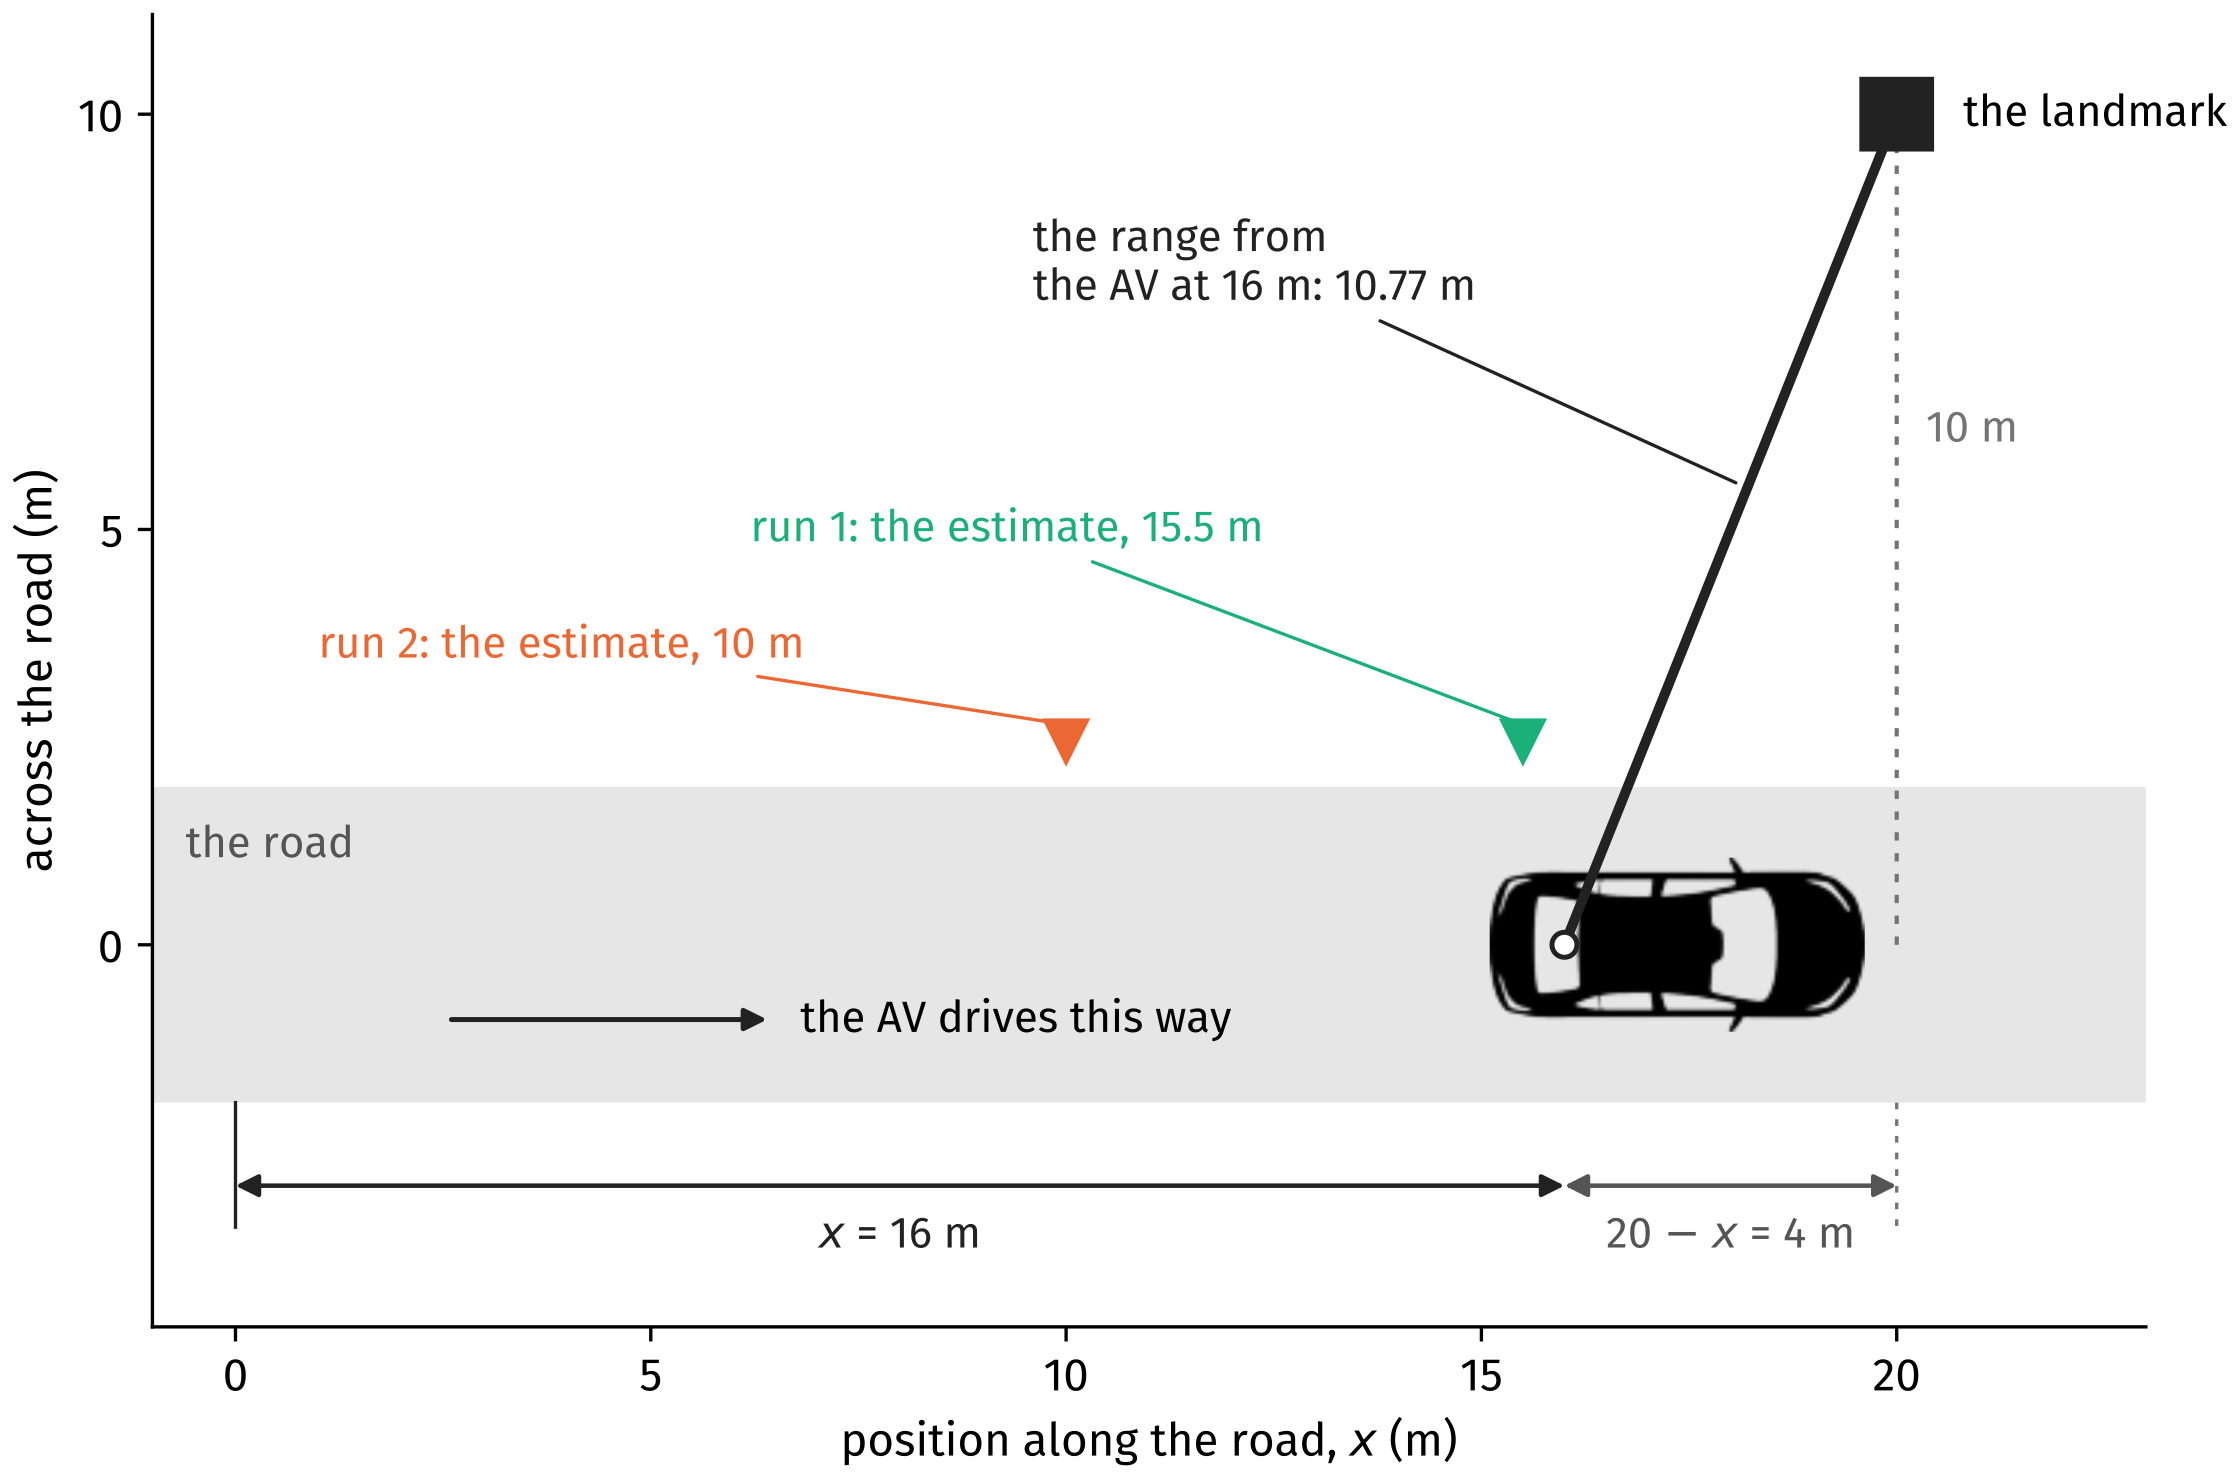 10
the landmark
the range from
the AV at 16 m: 10.77 m
10 m
5
run 1: the estimate, 15.5 m
run 2: the estimate, 10 m
across the road (m)
the road
0
the AV drives this way
x = 16 m
20 − x = 4 m
0
5
10
15
20
position along the road, x (m)